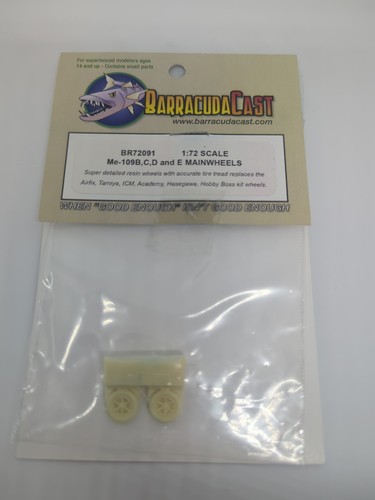 For experienced modelers ages
14 and up - Contains small parts
BARRACUDACAST
www.barracudacast.com
BR72091 1:72 SCALE
Me-109B,C,D and E MAINWHEELS
Super detailed resin wheels with accurate tire tread replaces the
Airfix, Tamiya, ICM, Academy, Hasegawa, Hobby Boss kit wheels.
WHEN "GOOD ENOUGH" ISN'T GOOD ENOUGH